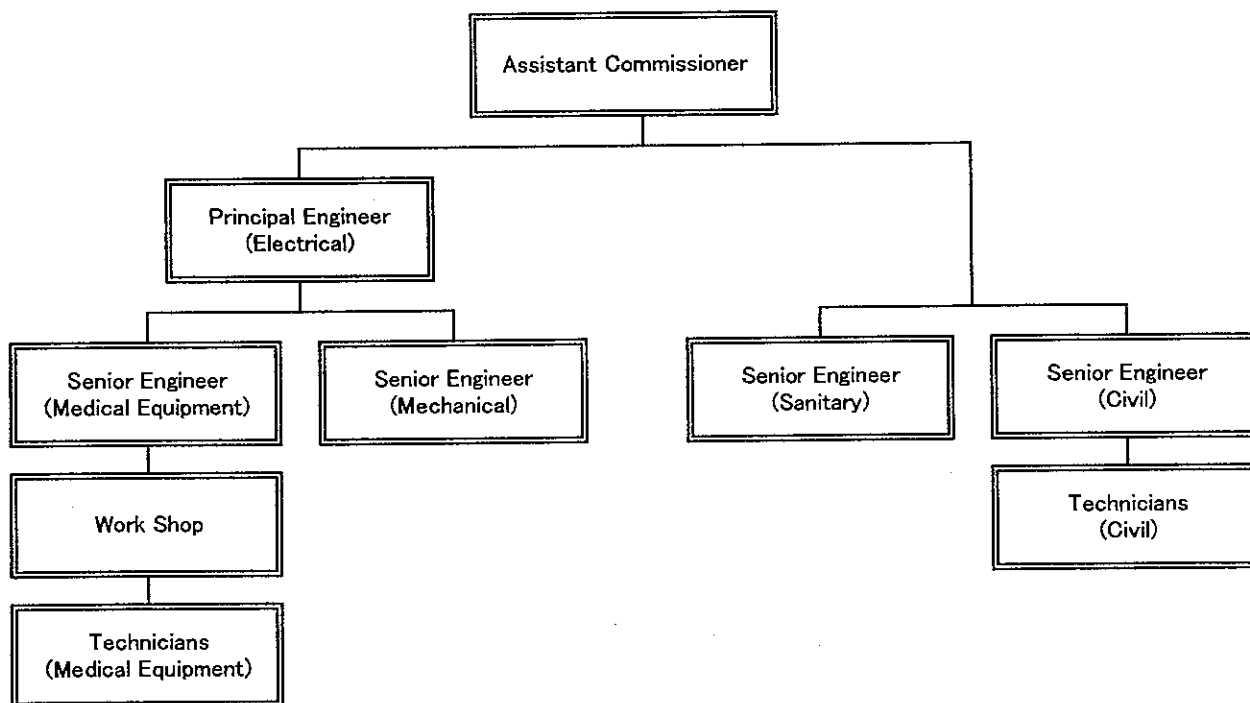 Assistant Commissioner
Principal Engineer
(Electrical)
Senior Engineer
(Medical Equipment)
Senior Engineer
(Mechanical)
Senior Engineer
(Sanitary)
Senior Engineer
(Civil)
Work Shop
Technicians
(Civil)
Technicians
(Medical Equipment)